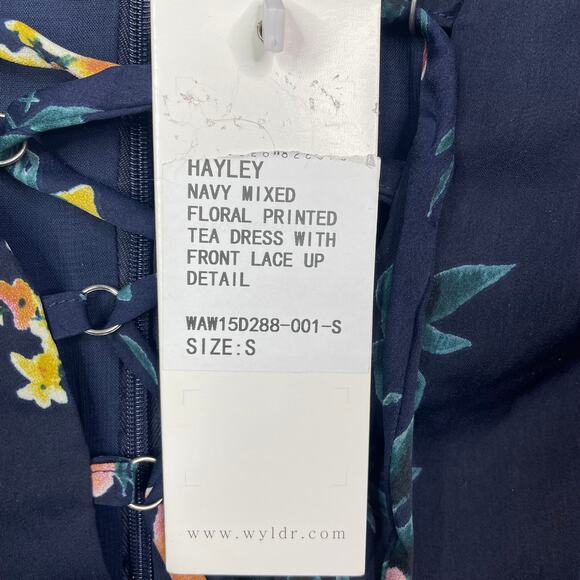 HAYLEY
NAVY MIXED
FLORAL PRINTED
TEA DRESS WITH
FRONT LACE UP
DETAIL
WAW15D288-001-S
SIZE:S
www.wyldr.com